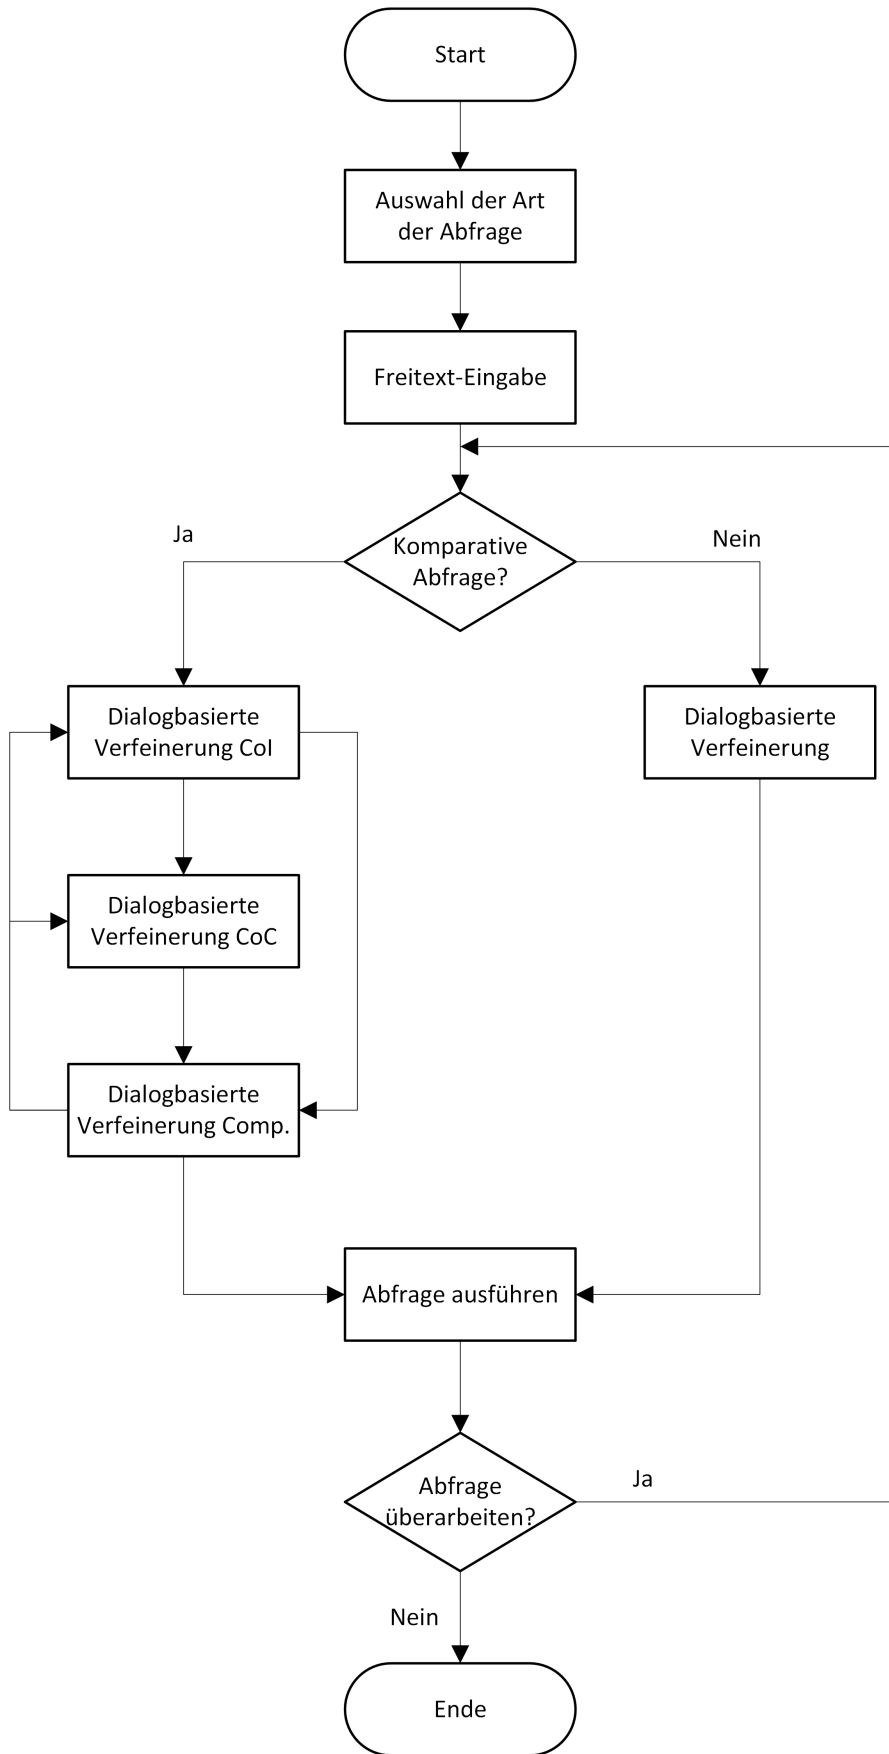 Start
Auswahl der Art
der Abfrage
Freitext-Eingabe
Komparative
Abfrage?
Ja
Nein
Dialogbasierte
Verfeinerung CoI
Dialogbasierte
Verfeinerung
Dialogbasierte
Verfeinerung CoC
Dialogbasierte
Verfeinerung Comp.
Abfrage ausführen
Abfrage
überarbeiten?
Ja
Nein
Ende